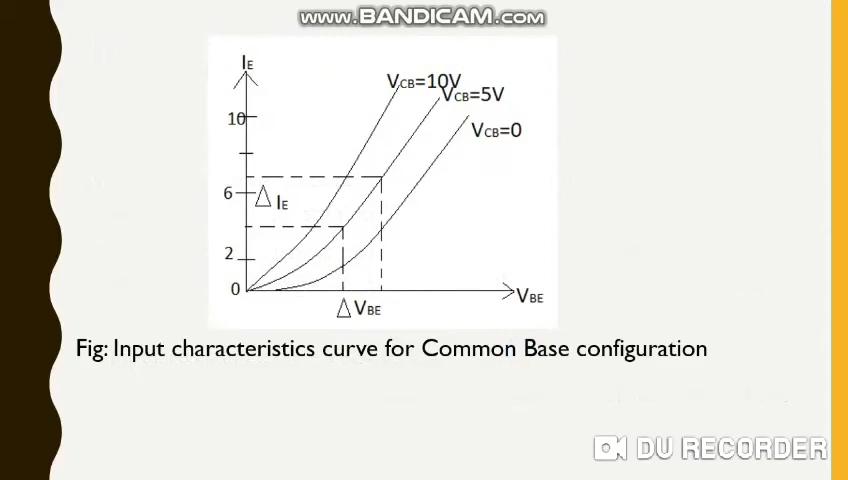 www.BANDICAM.com
IE
VCB=10V
VCB=5V
10
VCB=0
6
Δ IE
2
0
VBE
Δ VBE
Fig: Input characteristics curve for Common Base configuration
DU RECORDER